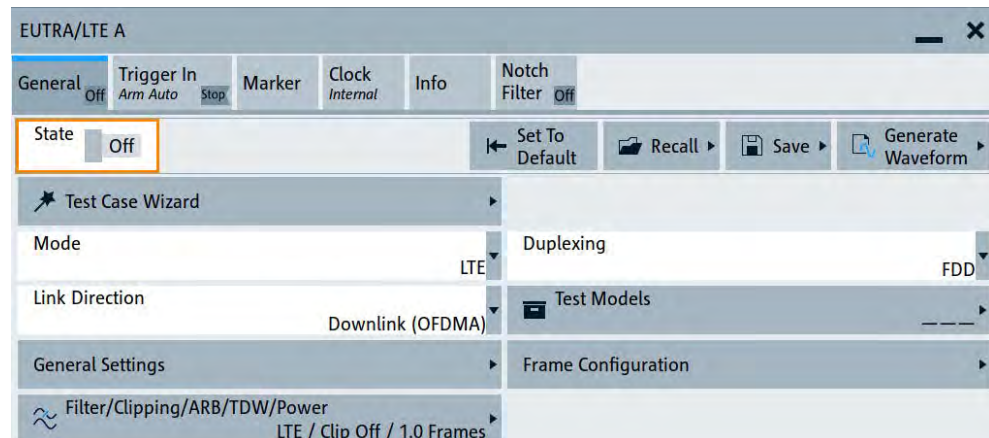 EUTRA/LTE A
General Off
Trigger In
Arm Auto Stop
Marker
Clock
Internal
Info
Notch
Filter Off
State Off
Set To
Default
Recall
Save
Generate
Waveform
Test Case Wizard
Mode
LTE
Duplexing
FDD
Link Direction
Downlink (OFDMA)
Test Models
———
General Settings
Frame Configuration
Filter/Clipping/ARB/TDW/Power
LTE / Clip Off / 1.0 Frames